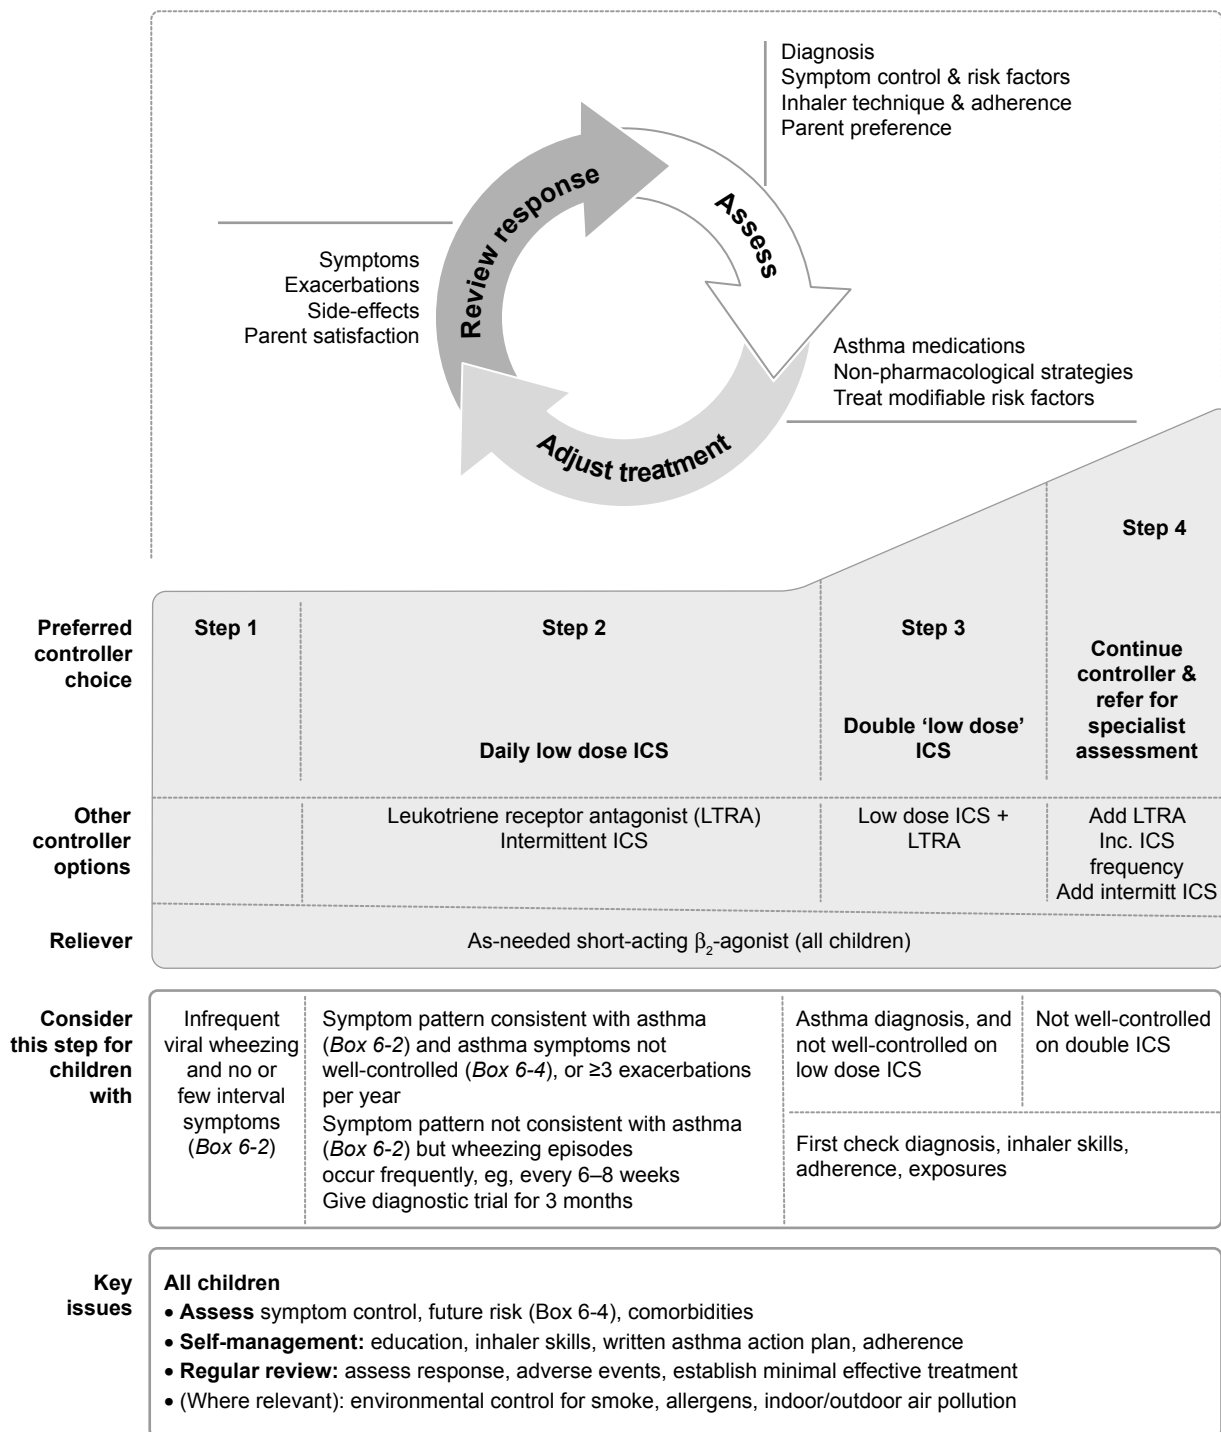 Diagnosis
Symptom control & risk factors
Inhaler technique & adherence
Parent preference
Review response
Assess
Symptoms
Exacerbations
Side-effects
Parent satisfaction
Asthma medications
Non-pharmacological strategies
Treat modifiable risk factors
Adjust treatment
Step 4
Preferred
controller
choice
Step 1
Step 2
Step 3
Continue
controller &
refer for
specialist
assessment
Daily low dose ICS
Double ‘low dose’
ICS
Other
controller
options
Leukotriene receptor antagonist (LTRA)
Intermittent ICS
Low dose ICS +
LTRA
Add LTRA
Inc. ICS
frequency
Add intermitt ICS
Reliever
As-needed short-acting β₂-agonist (all children)
Consider
this step for
children
with
Infrequent
viral wheezing
and no or
few interval
symptoms
(Box 6-2)
Symptom pattern consistent with asthma
(Box 6-2) and asthma symptoms not
well-controlled (Box 6-4), or ≥3 exacerbations
per year
Symptom pattern not consistent with asthma
(Box 6-2) but wheezing episodes
occur frequently, eg, every 6–8 weeks
Give diagnostic trial for 3 months
Asthma diagnosis, and
not well-controlled on
low dose ICS
Not well-controlled
on double ICS
First check diagnosis, inhaler skills,
adherence, exposures
Key
issues
All children
• Assess symptom control, future risk (Box 6-4), comorbidities
• Self-management: education, inhaler skills, written asthma action plan, adherence
• Regular review: assess response, adverse events, establish minimal effective treatment
• (Where relevant): environmental control for smoke, allergens, indoor/outdoor air pollution